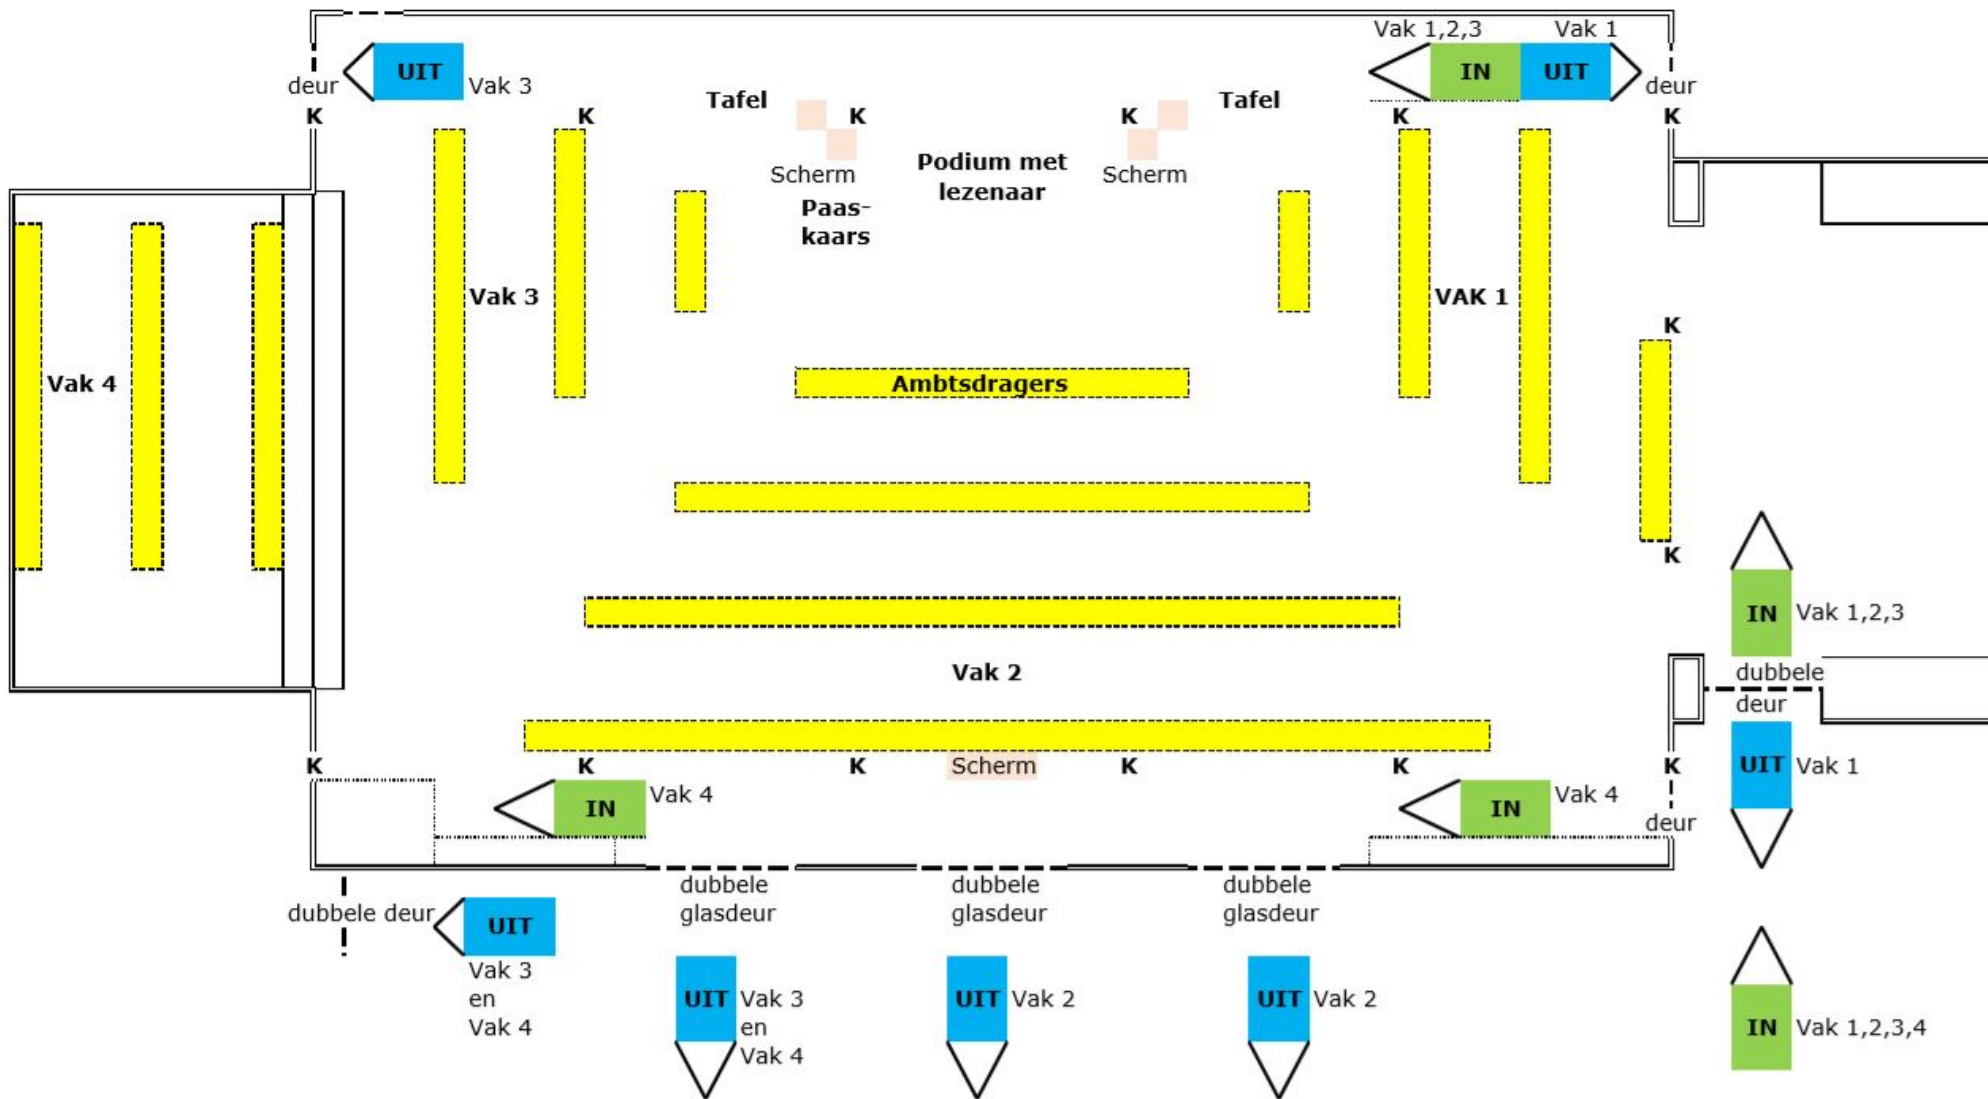 Vak 1,2,3
Vak 1
UIT
IN
UIT
deur
Vak 3
deur
Tafel
Tafel
K
K
K
K
K
K
Podium met
lezenaar
Scherm
Scherm
Paas-
kaars
Vak 3
VAK 1
K
Vak 4
Ambtsdragers
K
IN
Vak 1,2,3
Vak 2
dubbele
deur
K
K
K
Scherm
K
K
K
UIT
Vak 1
IN
Vak 4
IN
Vak 4
deur
dubbele
glasdeur
dubbele
glasdeur
dubbele
glasdeur
dubbele deur
UIT
Vak 3
en
Vak 4
UIT
Vak 3
en
Vak 4
UIT
Vak 2
UIT
Vak 2
IN
Vak 1,2,3,4